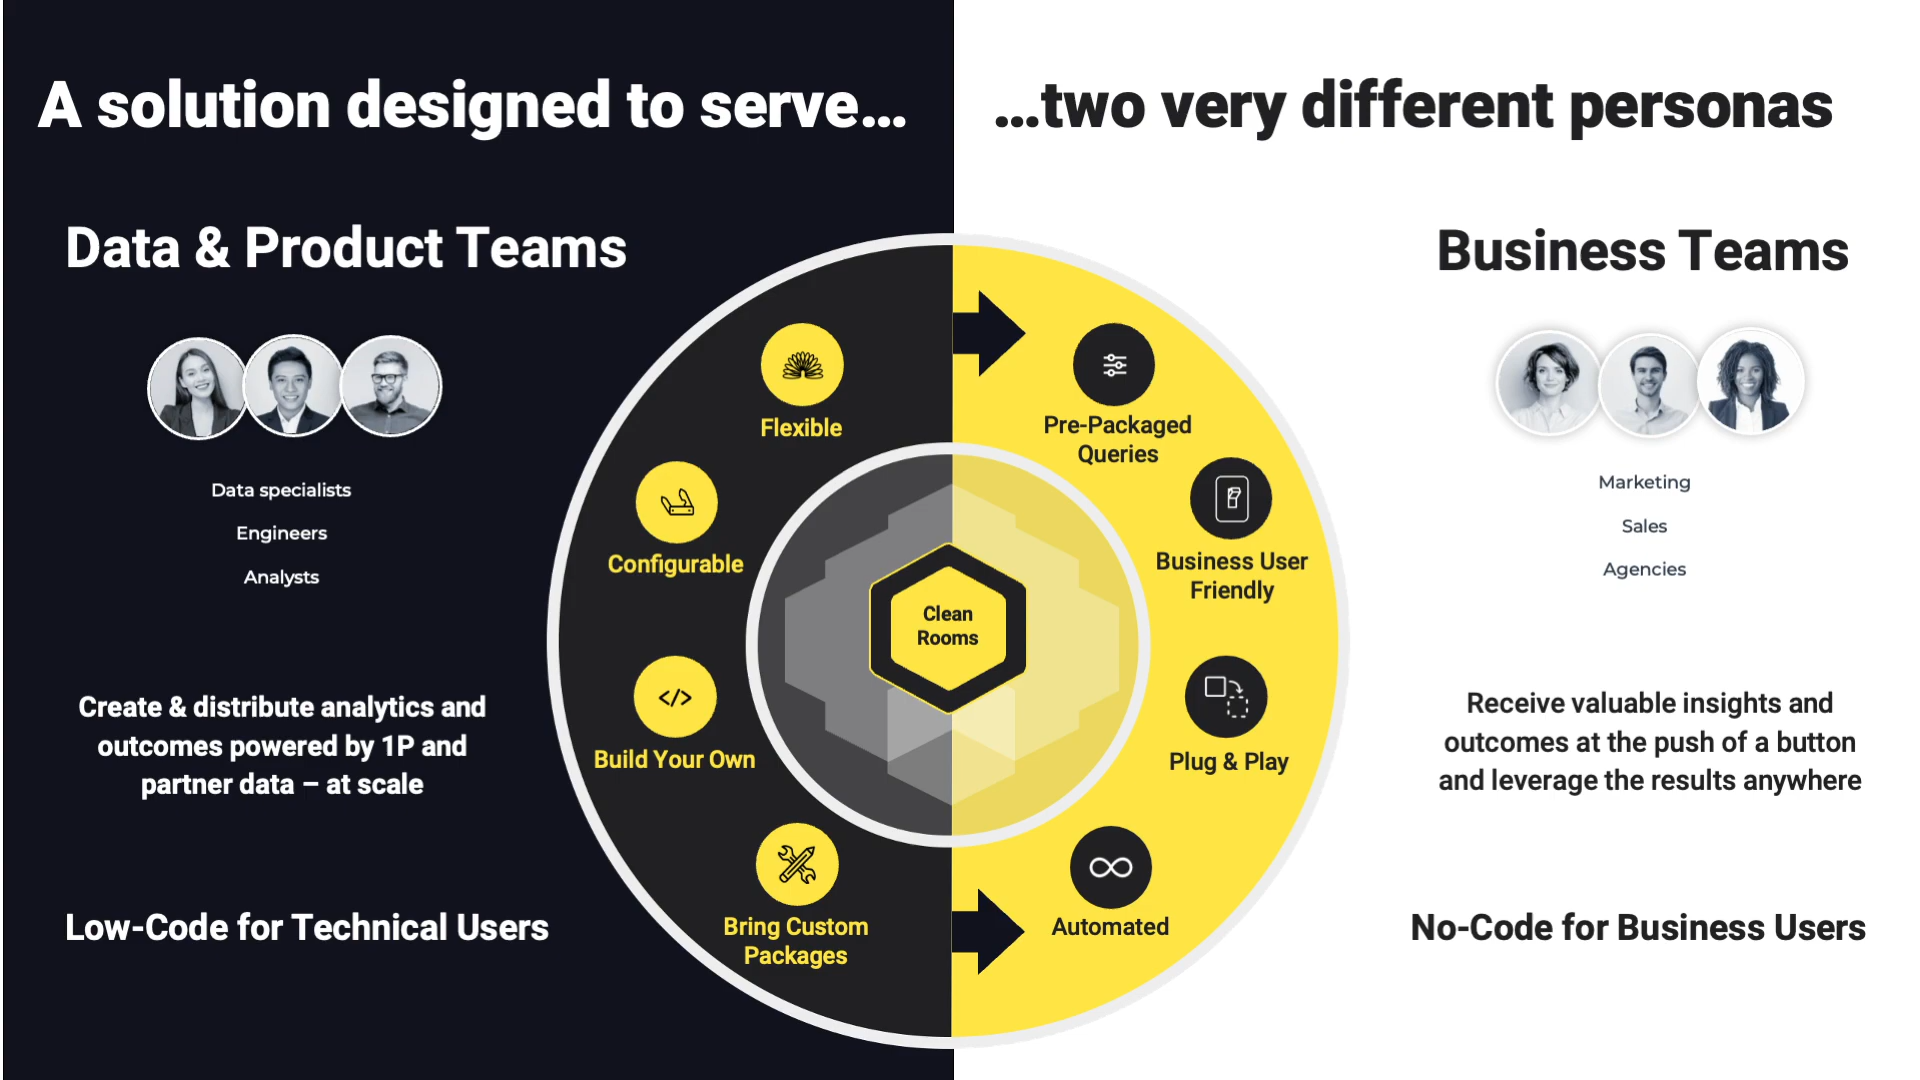 A solution designed to serve...
...two very different personas
Data & Product Teams
Data specialists
Engineers
Analysts
Create & distribute analytics and
outcomes powered by 1P and
partner data – at scale
Low-Code for Technical Users
Flexible
Configurable
Build Your Own
Bring Custom
Packages
Clean
Rooms
Pre-Packaged
Queries
Business User
Friendly
Plug & Play
Automated
Business Teams
Marketing
Sales
Agencies
Receive valuable insights and
outcomes at the push of a button
and leverage the results anywhere
No-Code for Business Users